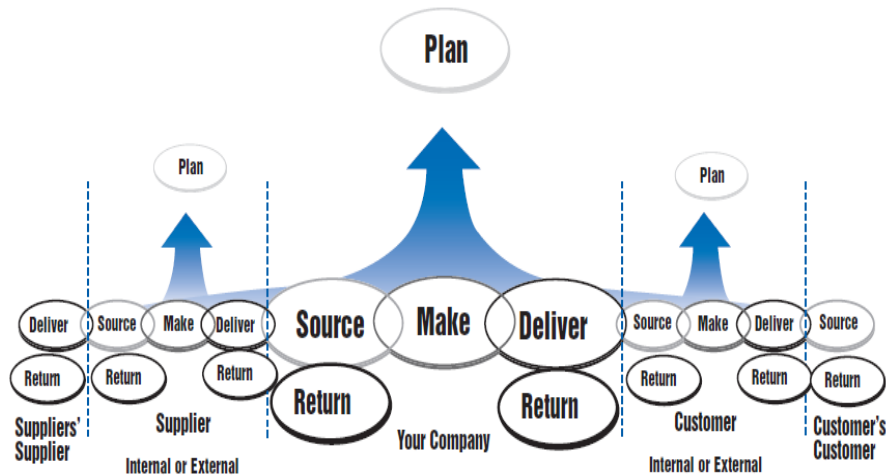 Plan
Plan
Plan
Deliver
Source
Make
Deliver
Source
Make
Deliver
Source
Make
Deliver
Source
Return
Return
Return
Return
Return
Return
Return
Return
Suppliers'
Supplier
Supplier
Internal or External
Your Company
Customer
Internal or External
Customer's
Customer